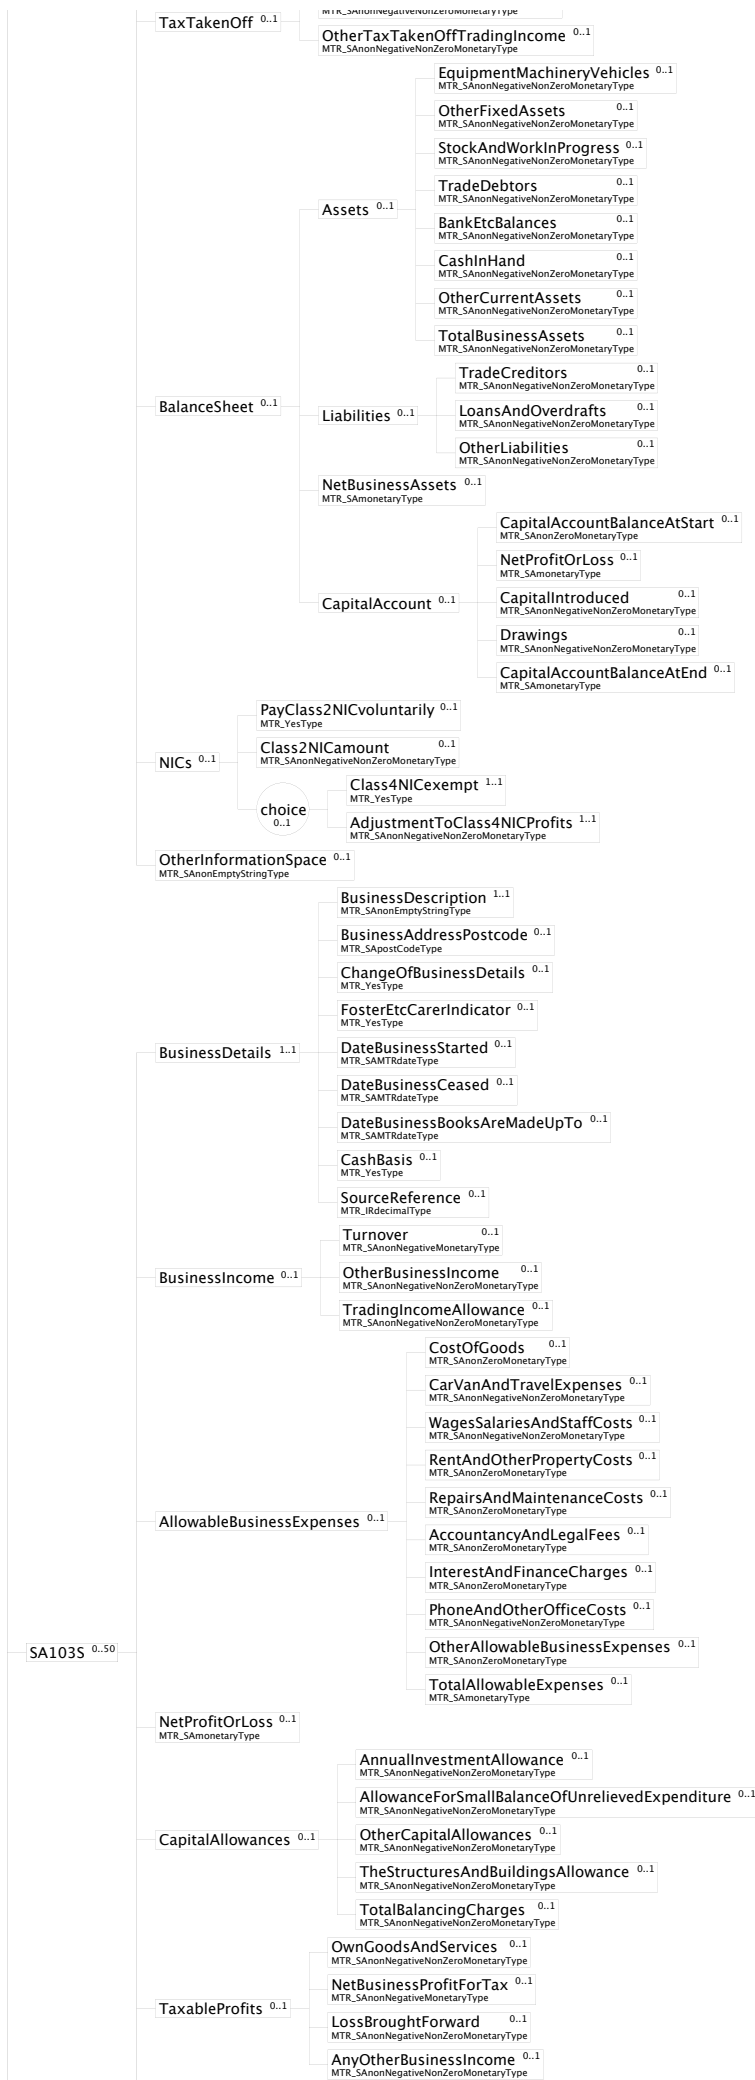 MTR_SAnonNegativeNonZeroMonetaryType
TaxTakenOff 0..1
OtherTaxTakenOffTradingIncome 0..1
MTR_SAnonNegativeNonZeroMonetaryType
EquipmentMachineryVehicles 0..1
MTR_SAnonNegativeNonZeroMonetaryType
OtherFixedAssets 0..1
MTR_SAnonNegativeNonZeroMonetaryType
StockAndWorkInProgress 0..1
MTR_SAnonNegativeNonZeroMonetaryType
TradeDebtors 0..1
MTR_SAnonNegativeNonZeroMonetaryType
Assets 0..1
BankEtcBalances 0..1
MTR_SAnonNegativeNonZeroMonetaryType
CashInHand 0..1
MTR_SAnonNegativeNonZeroMonetaryType
OtherCurrentAssets 0..1
MTR_SAnonNegativeNonZeroMonetaryType
TotalBusinessAssets 0..1
MTR_SAnonNegativeNonZeroMonetaryType
TradeCreditors 0..1
MTR_SAnonNegativeNonZeroMonetaryType
BalanceSheet 0..1
Liabilities 0..1
LoansAndOverdrafts 0..1
MTR_SAnonNegativeNonZeroMonetaryType
OtherLiabilities 0..1
MTR_SAnonNegativeNonZeroMonetaryType
NetBusinessAssets 0..1
MTR_SAmonetaryType
CapitalAccountBalanceAtStart 0..1
MTR_SAnonZeroMonetaryType
NetProfitOrLoss 0..1
MTR_SAmonetaryType
CapitalAccount 0..1
CapitalIntroduced 0..1
MTR_SAnonNegativeNonZeroMonetaryType
Drawings 0..1
MTR_SAnonNegativeNonZeroMonetaryType
CapitalAccountBalanceAtEnd 0..1
MTR_SAmonetaryType
PayClass2NICvoluntarily 0..1
MTR_YesType
NICs 0..1
Class2NICamount 0..1
MTR_SAnonNegativeNonZeroMonetaryType
choice
0..1
Class4NICexempt 1..1
MTR_YesType
AdjustmentToClass4NICProfits 1..1
MTR_SAnonNegativeNonZeroMonetaryType
OtherInformationSpace 0..1
MTR_SAnonEmptyStringType
BusinessDescription 1..1
MTR_SAnonEmptyStringType
BusinessAddressPostcode 0..1
MTR_SApostCodeType
ChangeOfBusinessDetails 0..1
MTR_YesType
FosterEtcCarerIndicator 0..1
MTR_YesType
BusinessDetails 1..1
DateBusinessStarted 0..1
MTR_SAMTRdateType
DateBusinessCeased 0..1
MTR_SAMTRdateType
DateBusinessBooksAreMadeUpTo 0..1
MTR_SAMTRdateType
CashBasis 0..1
MTR_YesType
SourceReference 0..1
MTR_IRdecimalType
Turnover 0..1
MTR_SAnonNegativeMonetaryType
BusinessIncome 0..1
OtherBusinessIncome 0..1
MTR_SAnonNegativeNonZeroMonetaryType
TradingIncomeAllowance 0..1
MTR_SAnonNegativeNonZeroMonetaryType
CostOfGoods 0..1
MTR_SAnonZeroMonetaryType
CarVanAndTravelExpenses 0..1
MTR_SAnonNegativeNonZeroMonetaryType
WagesSalariesAndStaffCosts 0..1
MTR_SAnonNegativeNonZeroMonetaryType
RentAndOtherPropertyCosts 0..1
MTR_SAnonZeroMonetaryType
RepairsAndMaintenanceCosts 0..1
MTR_SAnonZeroMonetaryType
AllowableBusinessExpenses 0..1
AccountancyAndLegalFees 0..1
MTR_SAnonZeroMonetaryType
InterestAndFinanceCharges 0..1
MTR_SAnonZeroMonetaryType
PhoneAndOtherOfficeCosts 0..1
MTR_SAnonNegativeNonZeroMonetaryType
OtherAllowableBusinessExpenses 0..1
MTR_SAnonZeroMonetaryType
SA103S 0..50
TotalAllowableExpenses 0..1
MTR_SAmonetaryType
NetProfitOrLoss 0..1
MTR_SAmonetaryType
AnnualInvestmentAllowance 0..1
MTR_SAnonNegativeNonZeroMonetaryType
AllowanceForSmallBalanceOfUnrelievedExpenditure 0..1
MTR_SAnonNegativeNonZeroMonetaryType
CapitalAllowances 0..1
OtherCapitalAllowances 0..1
MTR_SAnonNegativeNonZeroMonetaryType
TheStructuresAndBuildingsAllowance 0..1
MTR_SAnonNegativeNonZeroMonetaryType
TotalBalancingCharges 0..1
MTR_SAnonNegativeNonZeroMonetaryType
OwnGoodsAndServices 0..1
MTR_SAnonNegativeNonZeroMonetaryType
TaxableProfits 0..1
NetBusinessProfitForTax 0..1
MTR_SAnonNegativeMonetaryType
LossBroughtForward 0..1
MTR_SAnonNegativeNonZeroMonetaryType
AnyOtherBusinessIncome 0..1
MTR_SAnonNegativeNonZeroMonetaryType